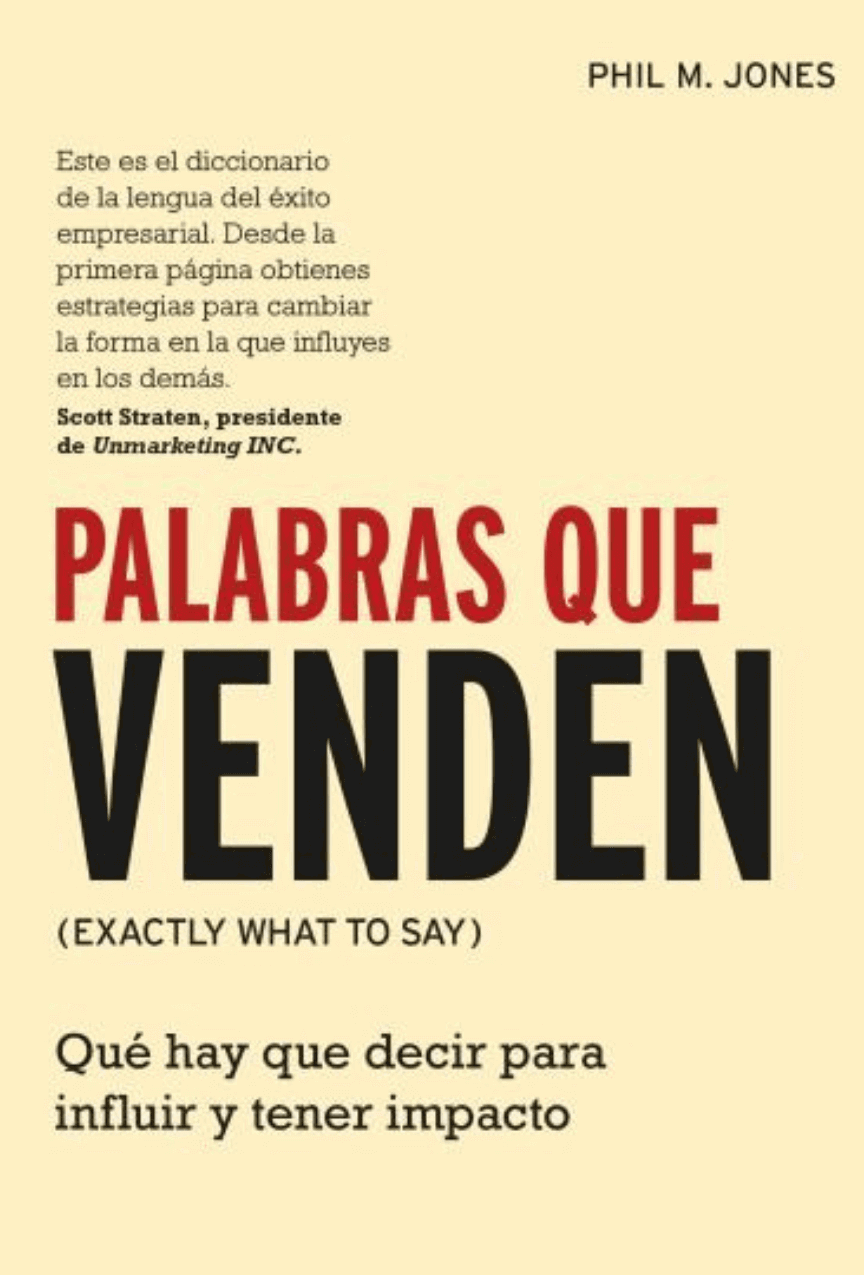 PHIL M. JONES
Este es el diccionario
de la lengua del éxito
empresarial. Desde la
primera página obtienes
estrategias para cambiar
la forma en la que influyes
en los demás.
Scott Straten, presidente
de Unmarketing INC.
PALABRAS QUE
VENDEN
(EXACTLY WHAT TO SAY)
Qué hay que decir para
influir y tener impacto